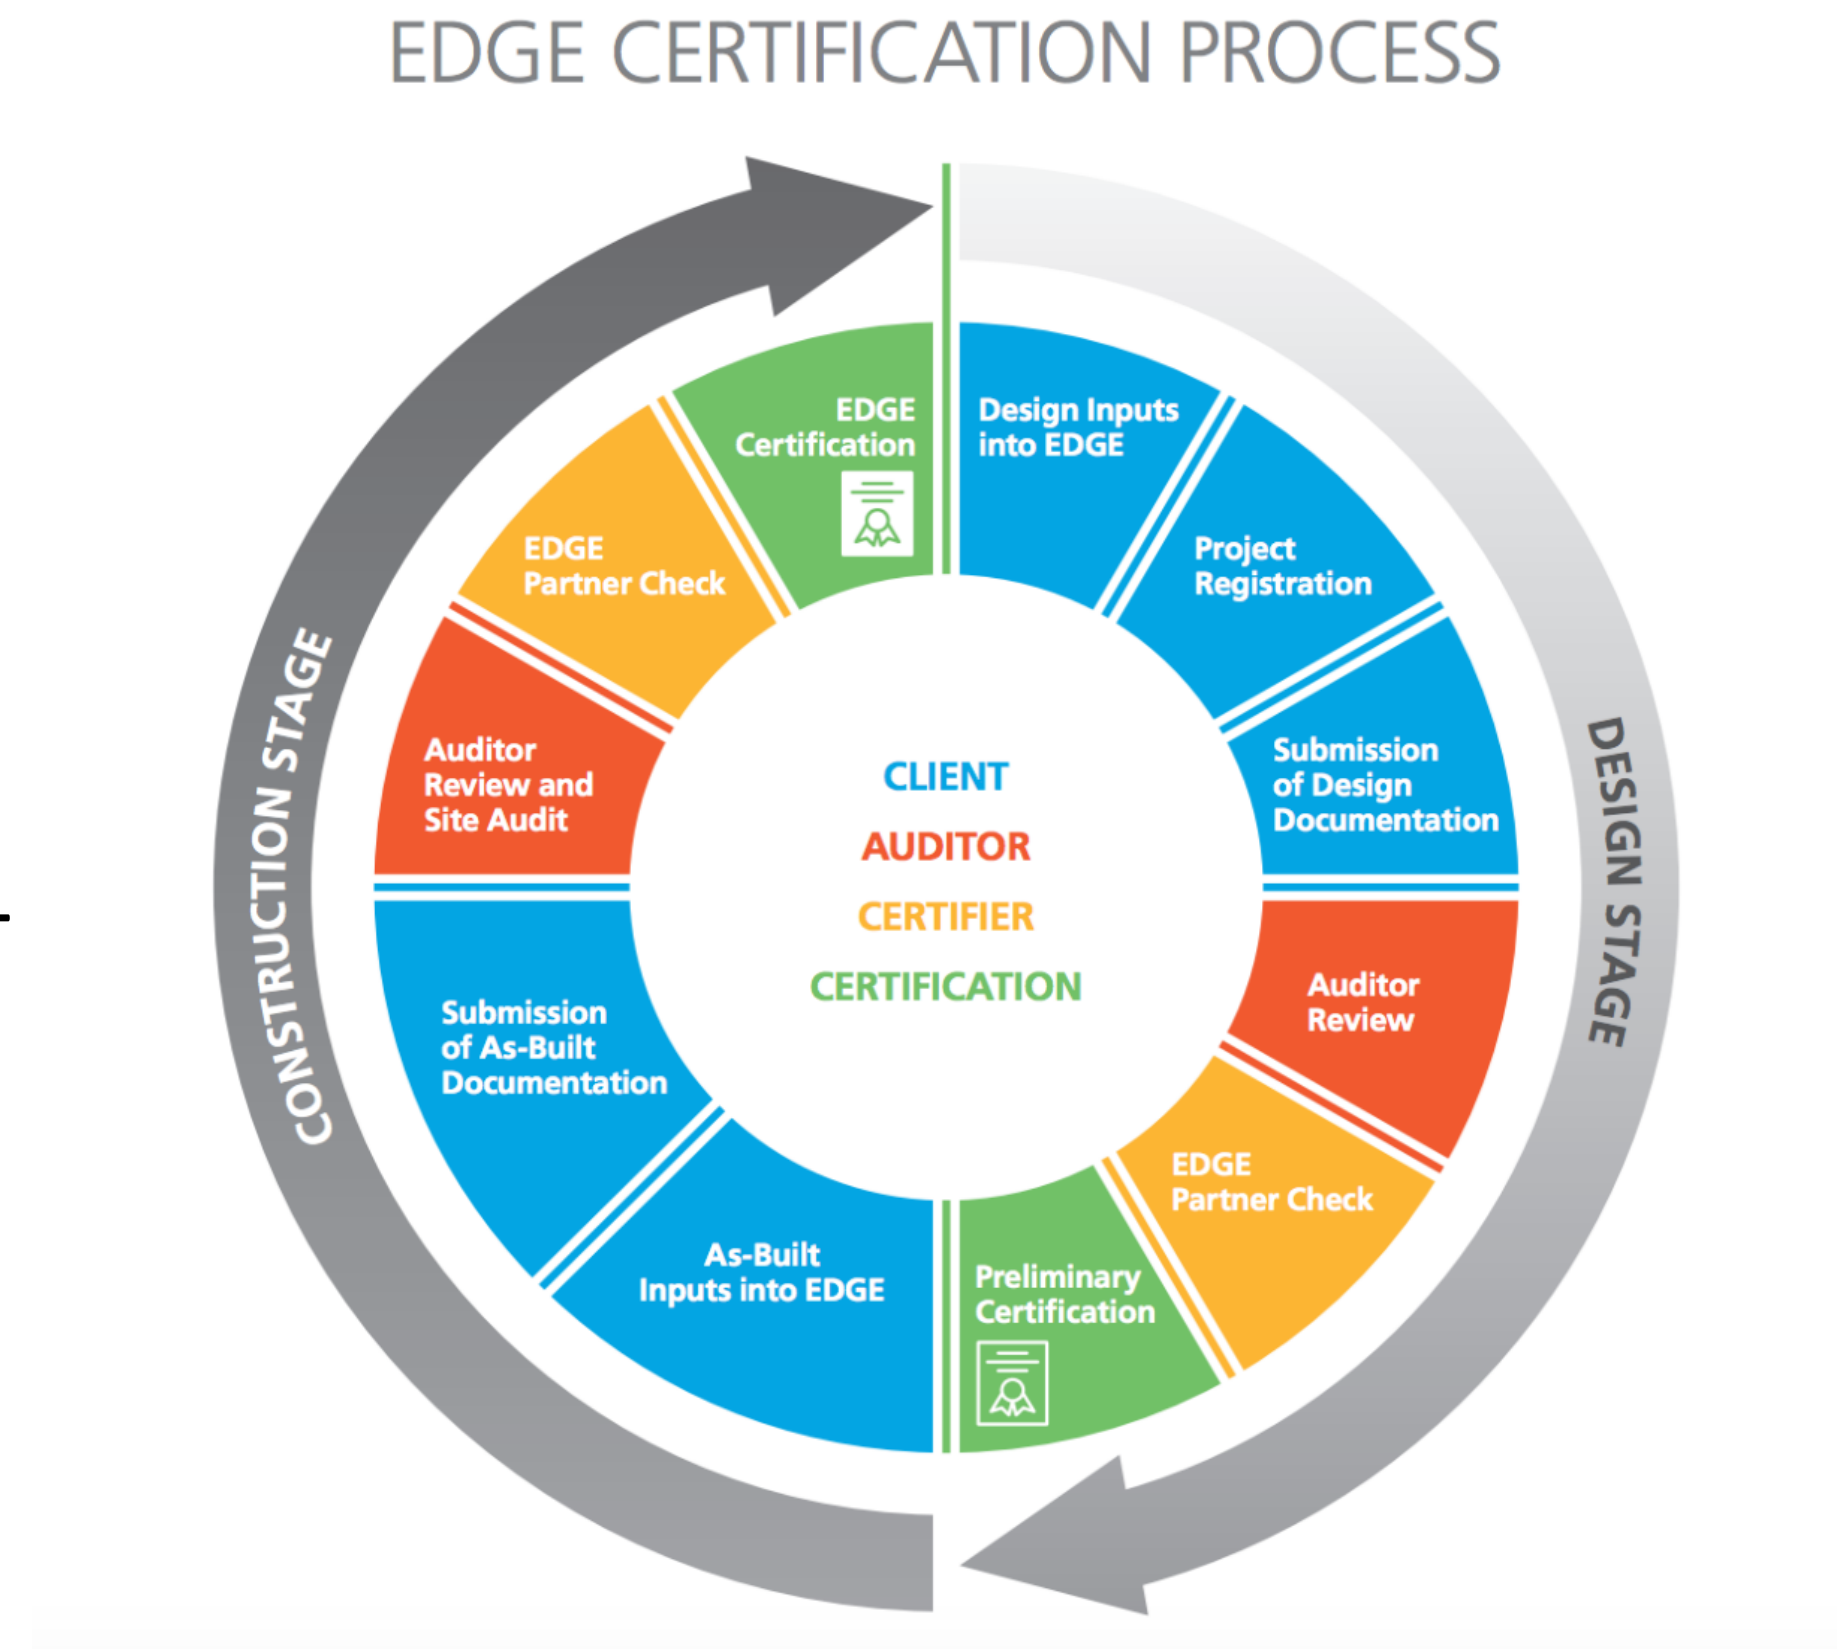 EDGE CERTIFICATION PROCESS
Design Inputs
into EDGE
Project
Registration
Submission
of Design
Documentation
Auditor
Review
EDGE
Partner Check
Preliminary
Certification
As-Built
Inputs into EDGE
Submission
of As-Built
Documentation
Auditor
Review and
Site Audit
EDGE
Partner Check
EDGE
Certification
CLIENT
AUDITOR
CERTIFIER
CERTIFICATION
DESIGN STAGE
CONSTRUCTION STAGE